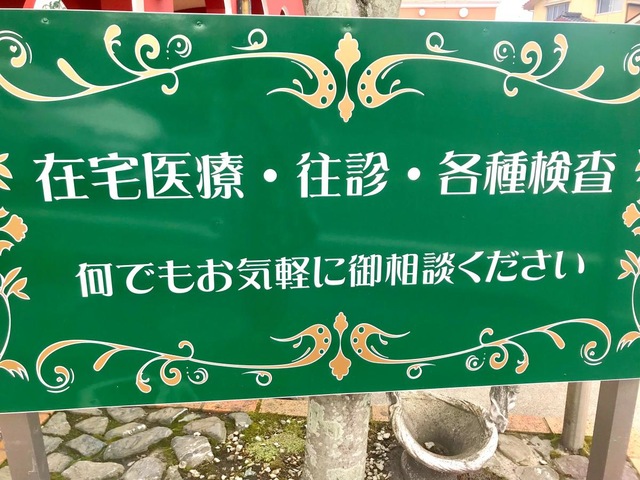 在宅医療・往診・各種検査
何でもお気軽に御相談ください